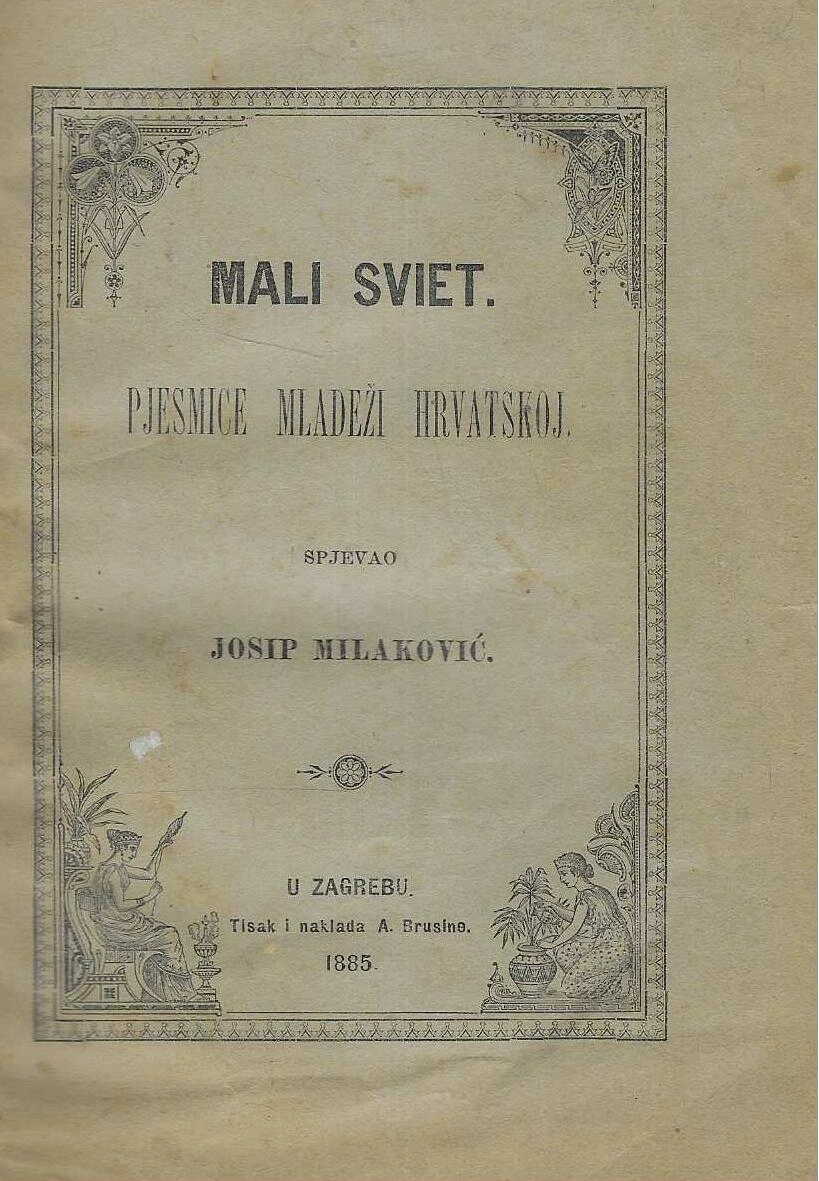 MALI SVIET.
PJESMICE MLADEŽI HRVATSKOJ.
SPJEVAO
JOSIP MILAKOVIĆ.
U ZAGREBU.
Tisak i naklada A. Brusine.
1885.